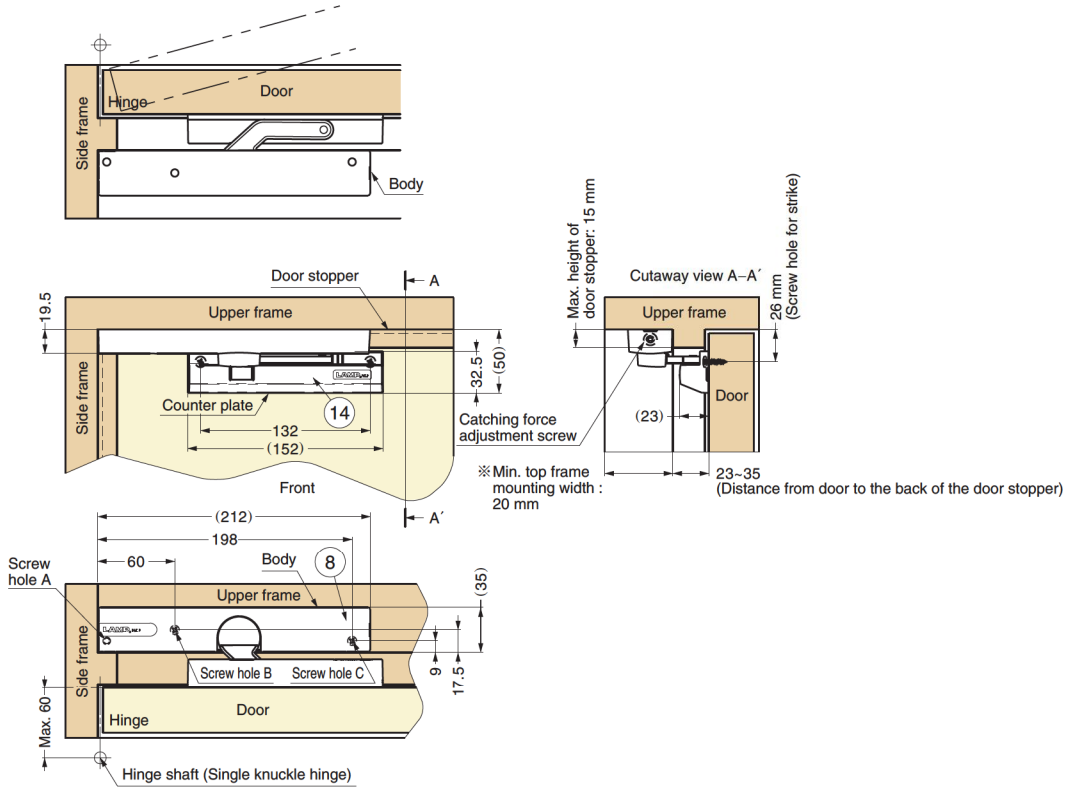 Hinge
Door
Side frame
Body
Door stopper
A
19.5
Upper frame
Side frame
LAMP
32.5
(50)
Counter plate
14
132
(152)
Front
A´
Max. height of
door stopper: 15 mm
Cutaway view A–A´
26 mm
(Screw hole for strike)
Upper frame
Door
(23)
Catching force
adjustment screw
※Min. top frame
mounting width :
20 mm
23~35
(Distance from door to the back of the door stopper)
(212)
198
60
Body
8
Screw
hole A
(35)
Upper frame
LAMP
Side frame
Screw hole B
Screw hole C
9
17.5
Max. 60
Hinge
Door
Hinge shaft (Single knuckle hinge)